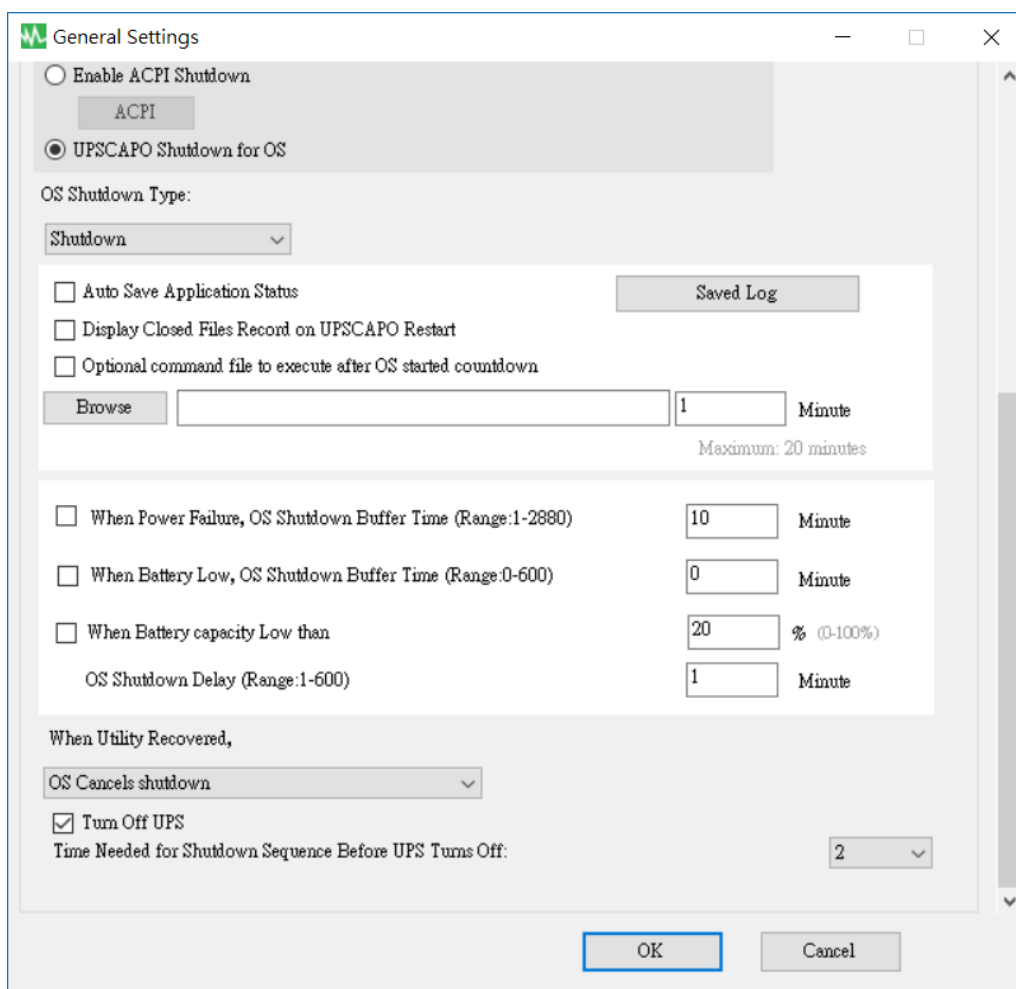 General Settings
Enable ACPI Shutdown
ACPI
UPSCAPO Shutdown for OS
OS Shutdown Type:
Shutdown
Auto Save Application Status
Saved Log
Display Closed Files Record on UPSCAPO Restart
Optional command file to execute after OS started countdown
Browse 1 Minute
Maximum: 20 minutes
When Power Failure, OS Shutdown Buffer Time (Range:1-2880) 10 Minute
When Battery Low, OS Shutdown Buffer Time (Range:0-600) 0 Minute
When Battery capacity Low than 20 % (0-100%)
OS Shutdown Delay (Range:1-600) 1 Minute
When Utility Recovered,
OS Cancels shutdown
Turn Off UPS
Time Needed for Shutdown Sequence Before UPS Turns Off: 2
OK Cancel